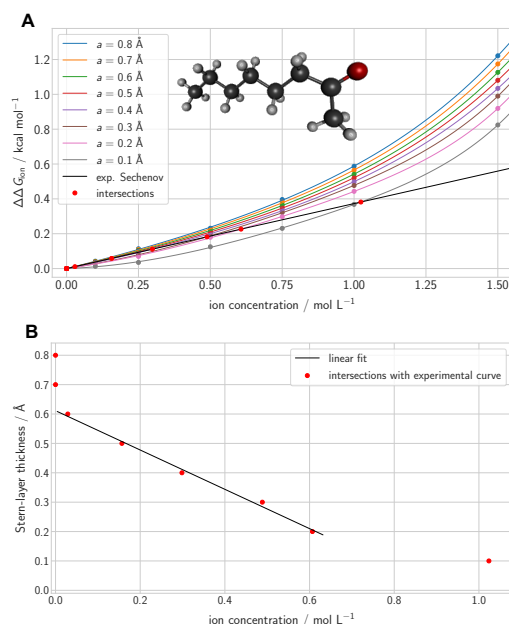 A
a = 0.8 Å
a = 0.7 Å
a = 0.6 Å
a = 0.5 Å
a = 0.4 Å
a = 0.3 Å
a = 0.2 Å
a = 0.1 Å
exp. Sechenov
intersections
ΔΔG_ion / kcal mol⁻¹
1.2
1.0
0.8
0.6
0.4
0.2
0.0
0.00 0.25 0.50 0.75 1.00 1.25 1.50
ion concentration / mol L⁻¹
B
linear fit
intersections with experimental curve
Stern-layer thickness / Å
0.8
0.7
0.6
0.5
0.4
0.3
0.2
0.1
0.0
0.0 0.2 0.4 0.6 0.8 1.0
ion concentration / mol L⁻¹